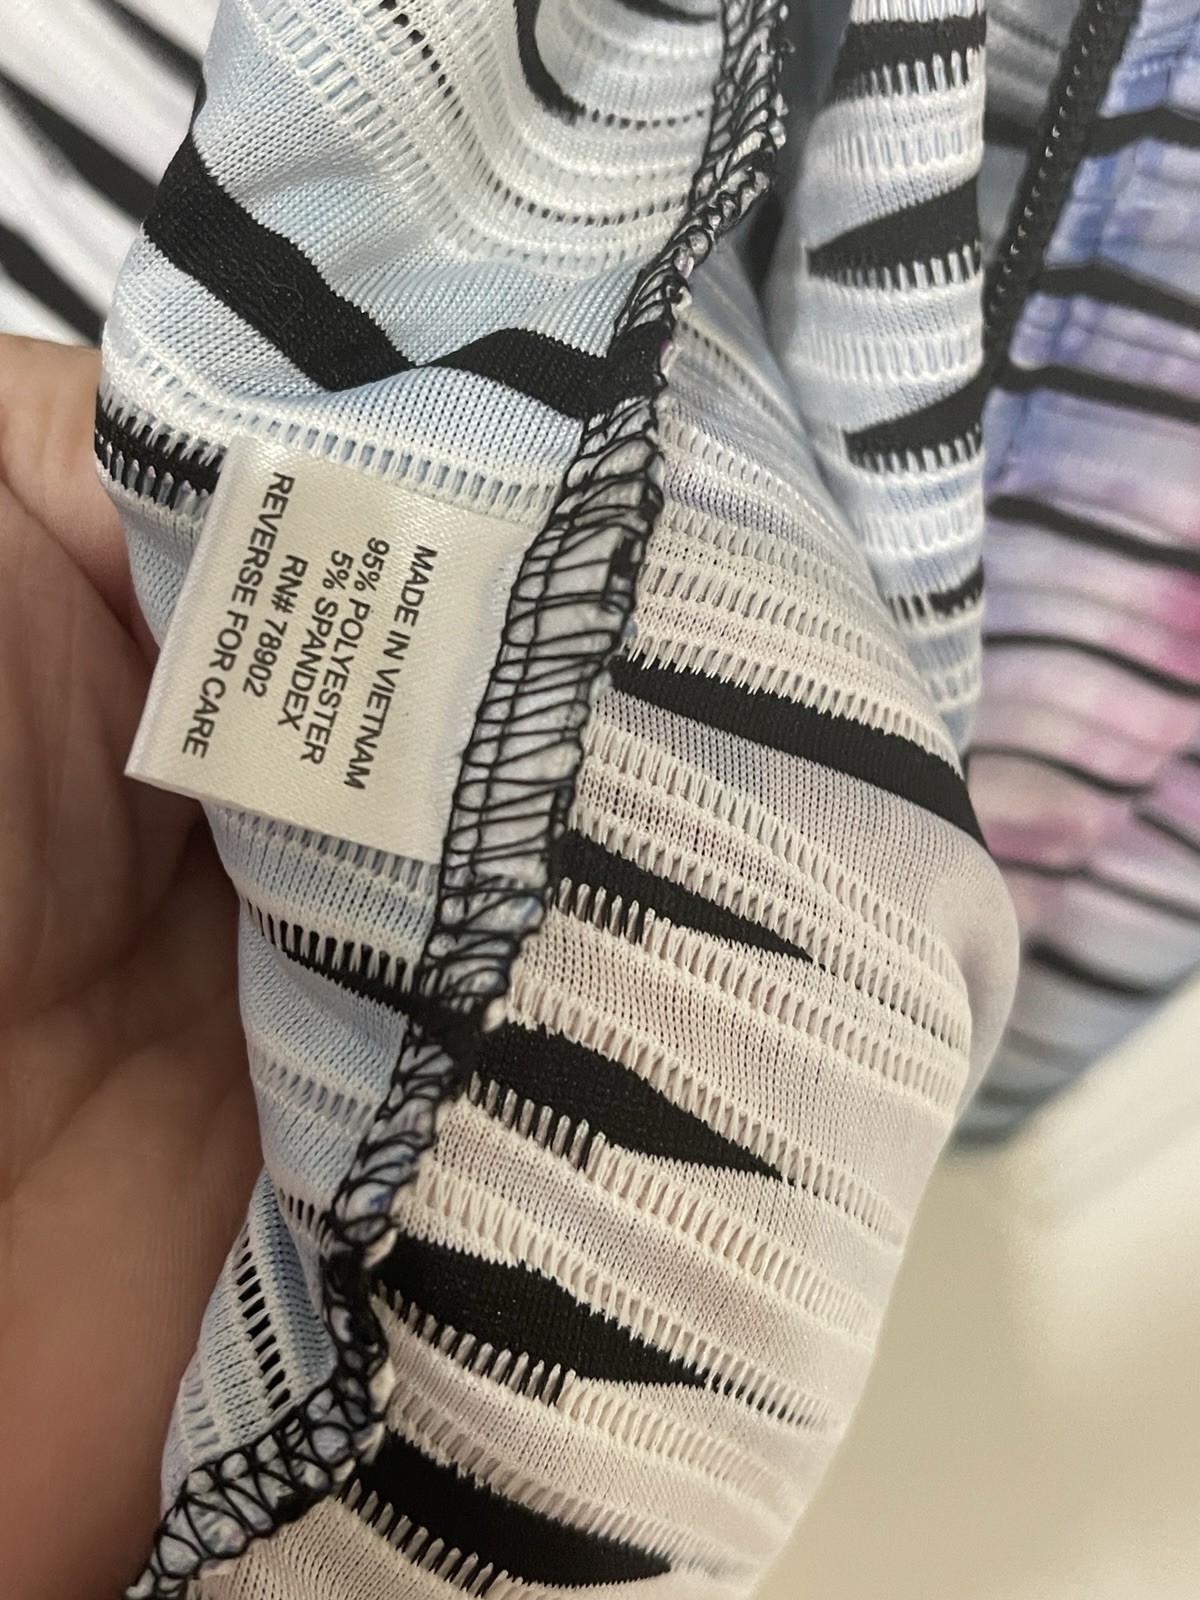 MADE IN VIETNAM
95% POLYESTER
5% SPANDEX
RN# 78902
REVERSE FOR CARE